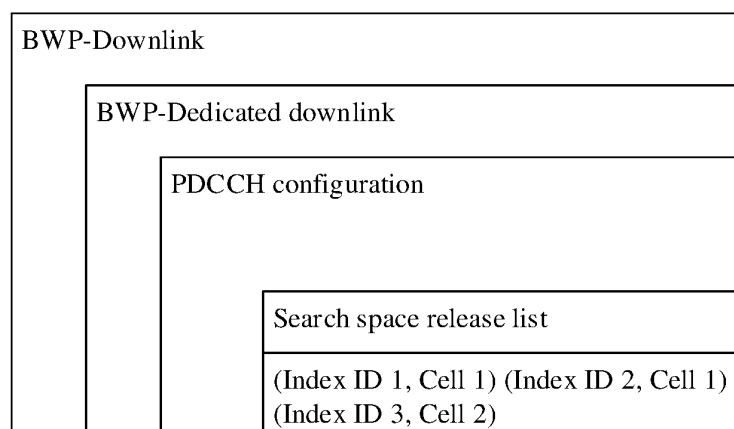 BWP-Downlink
BWP-Dedicated downlink
PDCCH configuration
Search space release list
(Index ID 1, Cell 1) (Index ID 2, Cell 1)
(Index ID 3, Cell 2)